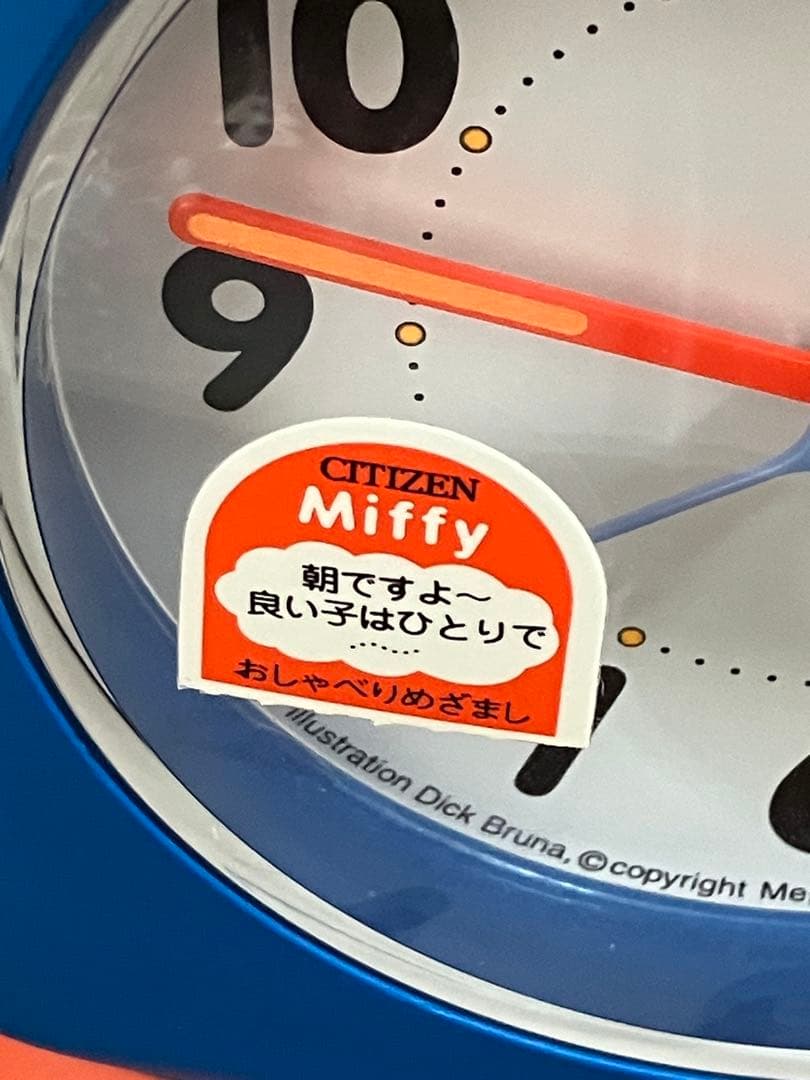 10
9
CITIZEN
Miffy
朝ですよ～
良い子はひとりで
………
おしゃべりめざまし
Illustration Dick Bruna, ©copyright